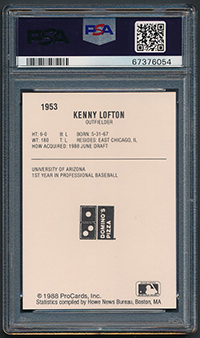 PSA
PSA
67376054
1953
KENNY LOFTON
OUTFIELDER
HT: 6-0 B: L BORN: 5-31-67
WT: 180 T: L RESIDES: EAST CHICAGO, IL
HOW ACQUIRED: 1988 JUNE DRAFT
UNIVERSITY OF ARIZONA
1ST YEAR IN PROFESSIONAL BASEBALL
DOMINO'S
PIZZA
© 1988 ProCards, Inc.
Statistics compiled by Howe News Bureau, Boston, MA